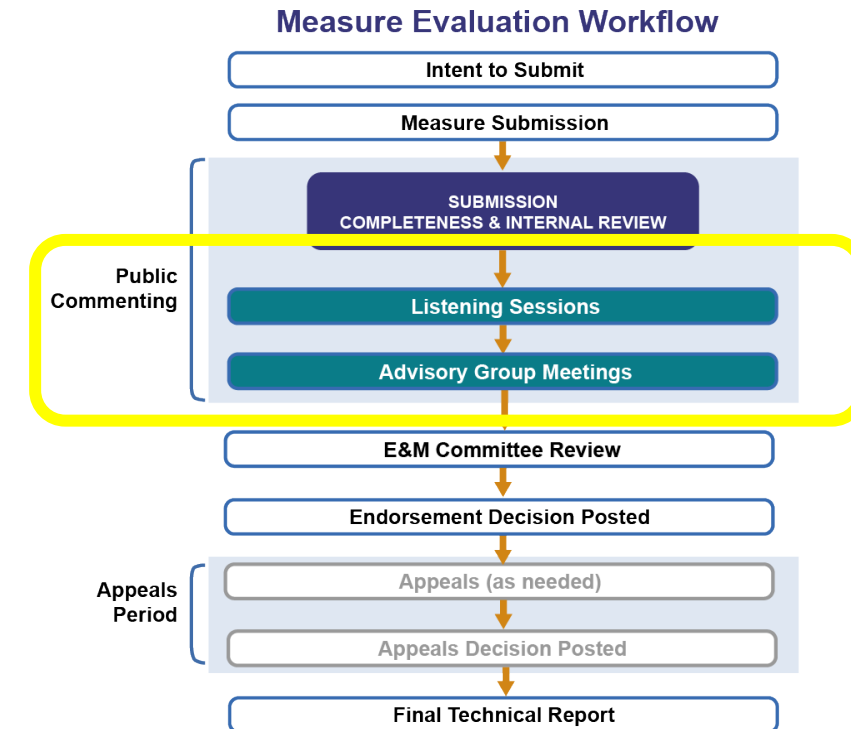 Measure Evaluation Workflow
Intent to Submit
Measure Submission
SUBMISSION
COMPLETENESS & INTERNAL REVIEW
Public
Commenting
Listening Sessions
Advisory Group Meetings
E&M Committee Review
Endorsement Decision Posted
Appeals
Period
Appeals (as needed)
Appeals Decision Posted
Final Technical Report